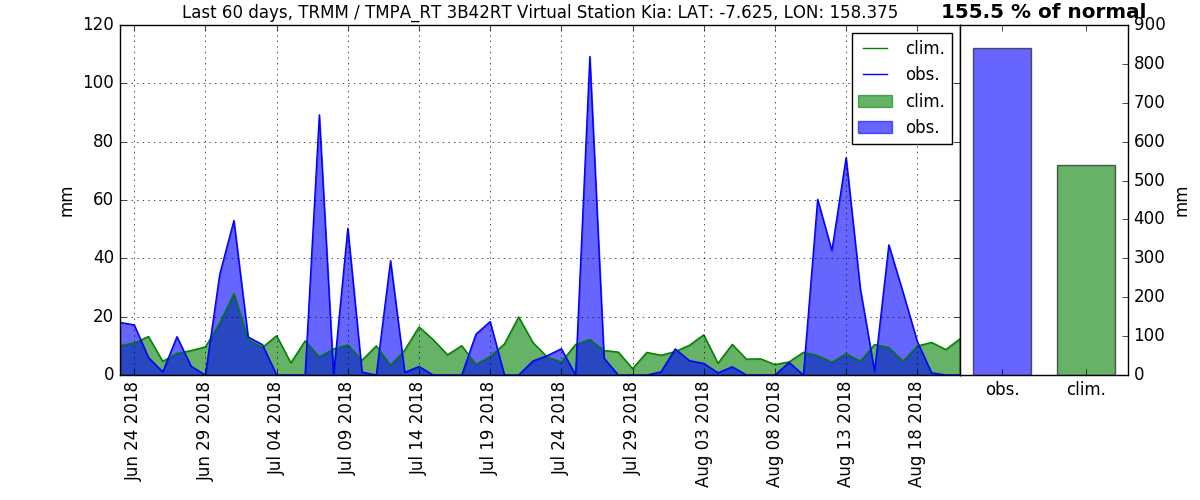 Last 60 days, TRMM / TMPA_RT 3B42RT Virtual Station Kia: LAT: -7.625, LON: 158.375
155.5 % of normal
120
100
80
60
40
20
0
mm
clim.
obs.
clim.
obs.
900
800
700
600
500
400
300
200
100
0
mm
Jun 24 2018
Jun 29 2018
Jul 04 2018
Jul 09 2018
Jul 14 2018
Jul 19 2018
Jul 24 2018
Jul 29 2018
Aug 03 2018
Aug 08 2018
Aug 13 2018
Aug 18 2018
obs.
clim.